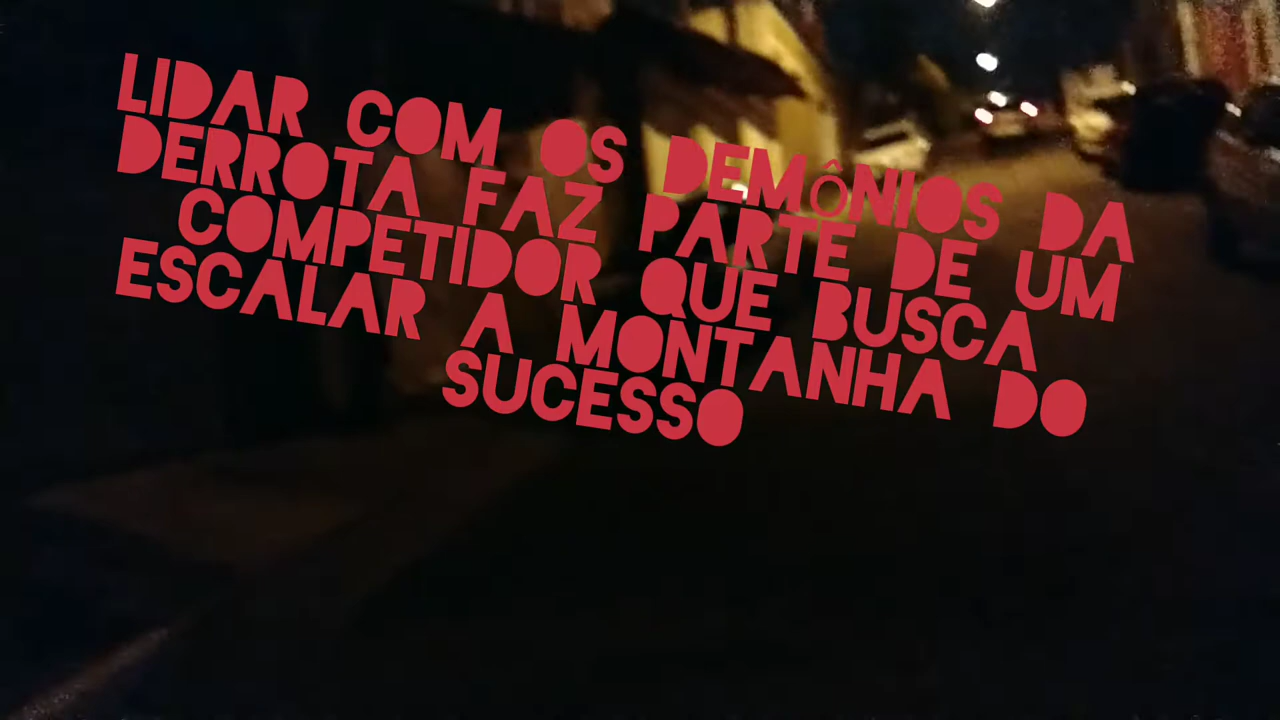 LIDAR COM OS DEMÔNIOS DA
DERROTA FAZ PARTE DE UM
COMPETIDOR QUE BUSCA
ESCALAR A MONTANHA DO
SUCESSO